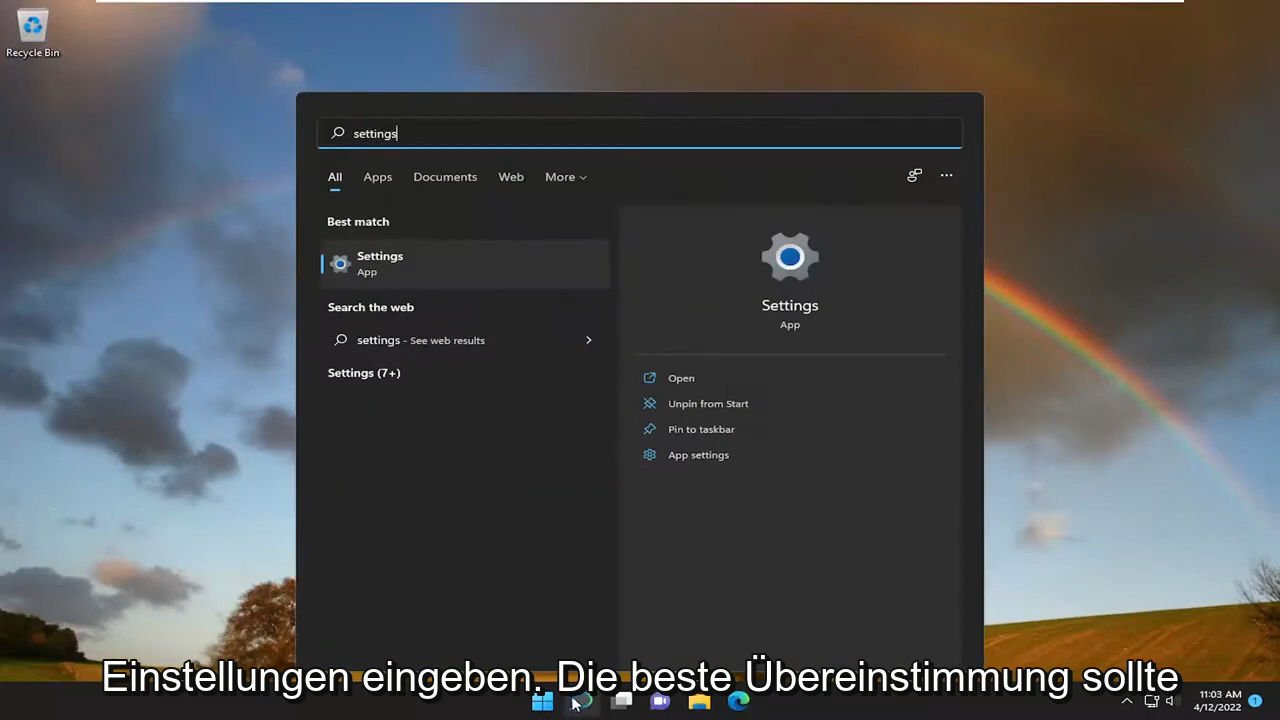 Recycle Bin
settings
All Apps Documents Web More
Best match
Settings
App
Search the web
settings - See web results
Settings (7+)
Settings
App
Open
Unpin from Start
Pin to taskbar
App settings
Einstellungen eingeben. Die beste Übereinstimmung sollte
11:03 AM
4/12/2022
1